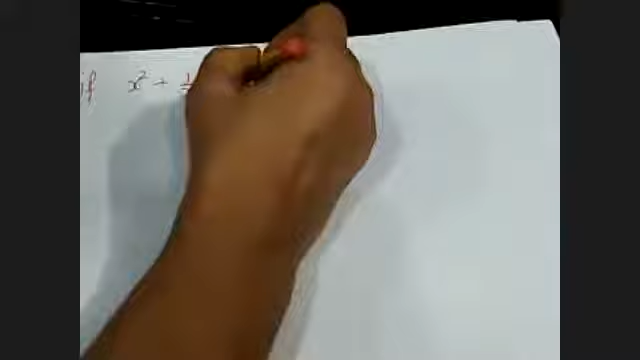 if x² + 1